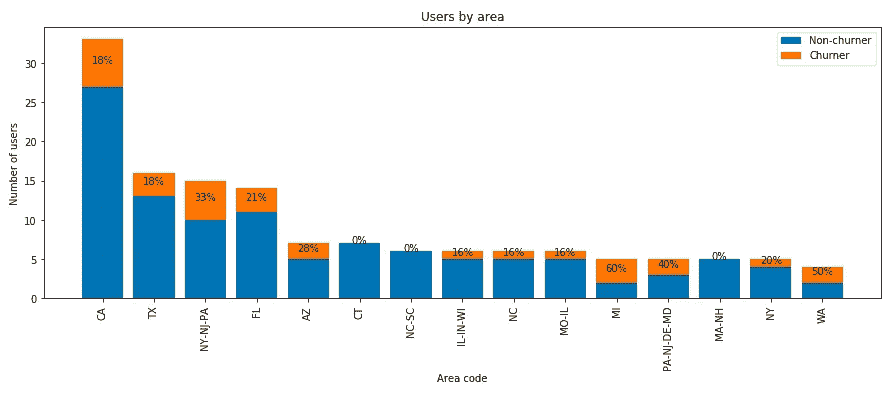 Users by area
Non-churner
Churner
Number of users
30
25
20
15
10
5
0
18%
18%
33%
21%
28%
0%
0%
16%
16%
16%
60%
40%
0%
20%
50%
CA
TX
NY-NJ-PA
FL
AZ
CT
NC-SC
IL-IN-WI
NC
MO-IL
MI
PA-NJ-DE-MD
MA-NH
NY
WA
Area code